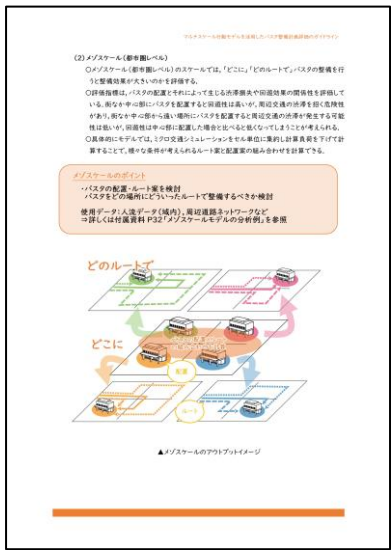 マルチスケール分析モデルを活用したバスタ整備効果評価のガイドライン
(2)メゾスケール(都市圏レベル)
○メゾスケール(都市圏レベル)のスケールでは、「どこに」「どのルートで」バスタの整備を行
うと整備効果が大きいのかを評価する.
○評価指標は,バスタの配置とそれによって生じる渋滞損失や回遊効果の関係性を評価して
いる.街なか中心部にバスタを配置すると回遊性は高いが,周辺交通の渋滞を招く危険性
があり,街なか中心部から遠い場所にバスタを配置すると周辺交通の渋滞が発生する可能
性は低いが,回遊性は中心部に配置した場合と比べると低くなってしまうことが考えられる.
○具体的にモデルでは,ミクロ交通シミュレーションをセル単位に集約し計算負荷を下げて計
算することで,様々な条件が考えられるルート案と配置案の組み合わせを計算できる.
メゾスケールのポイント
・バスタの配置・ルート案を検討
バスタをどの場所にどういったルートで整備するべきか検討
使用データ:人流データ(域内),周辺道路ネットワークなど
⇒詳しくは付属資料 P32「メゾスケールモデルの分析例」を参照
どのルートで
どこに
配置
ルート
▲メゾスケールのアウトプットイメージ